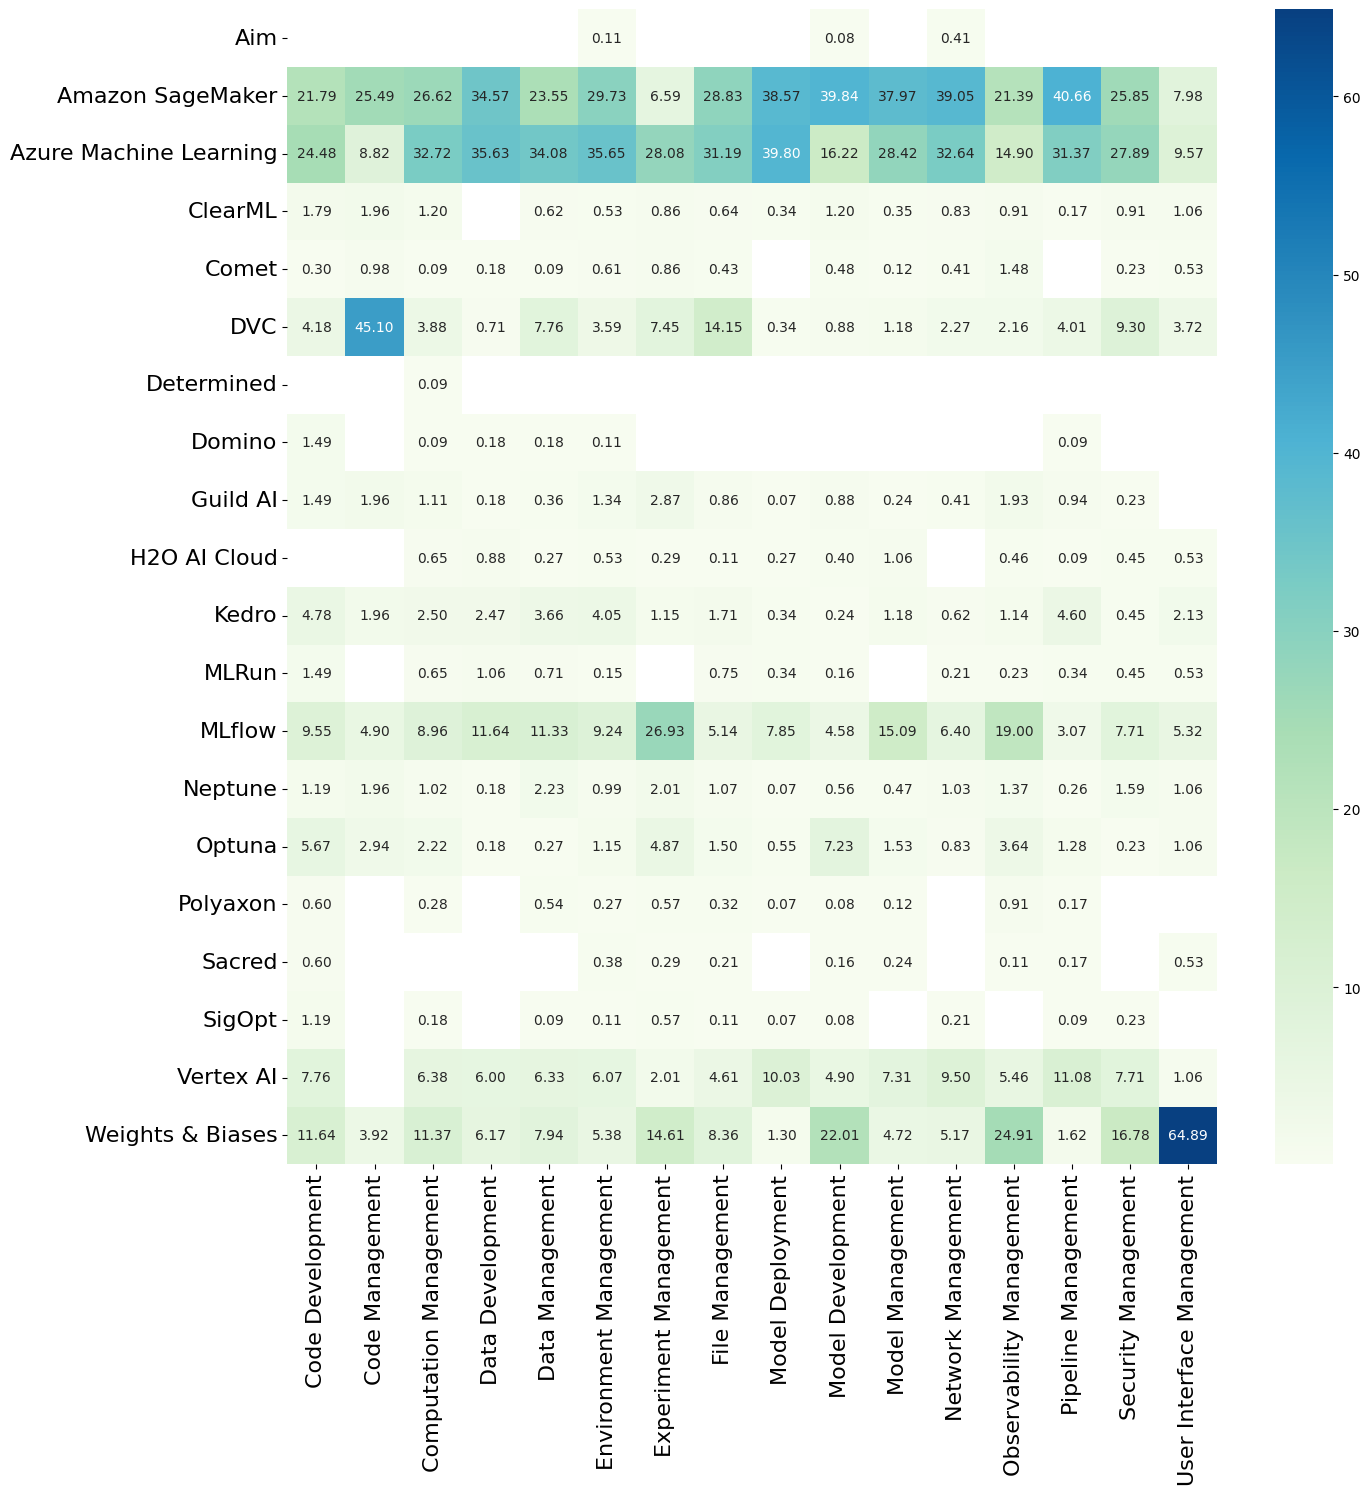 Aim 0.11 0.08 0.41
Amazon SageMaker 21.79 25.49 26.62 34.57 23.55 29.73 6.59 28.83 38.57 39.84 37.97 39.05 21.39 40.66 25.85 7.98
Azure Machine Learning 24.48 8.82 32.72 35.63 34.08 35.65 28.08 31.19 39.80 16.22 28.42 32.64 14.90 31.37 27.89 9.57
ClearML 1.79 1.96 1.20 0.62 0.53 0.86 0.64 0.34 1.20 0.35 0.83 0.91 0.17 0.91 1.06
Comet 0.30 0.98 0.09 0.18 0.09 0.61 0.86 0.43 0.48 0.12 0.41 1.48 0.23 0.53
DVC 4.18 45.10 3.88 0.71 7.76 3.59 7.45 14.15 0.34 0.88 1.18 2.27 2.16 4.01 9.30 3.72
Determined 0.09
Domino 1.49 0.09 0.18 0.18 0.11 0.09
Guild AI 1.49 1.96 1.11 0.18 0.36 1.34 2.87 0.86 0.07 0.88 0.24 0.41 1.93 0.94 0.23
H2O AI Cloud 0.65 0.88 0.27 0.53 0.29 0.11 0.27 0.40 1.06 0.46 0.09 0.45 0.53
Kedro 4.78 1.96 2.50 2.47 3.66 4.05 1.15 1.71 0.34 0.24 1.18 0.62 1.14 4.60 0.45 2.13
MLRun 1.49 0.65 1.06 0.71 0.15 0.75 0.34 0.16 0.21 0.23 0.34 0.45 0.53
MLflow 9.55 4.90 8.96 11.64 11.33 9.24 26.93 5.14 7.85 4.58 15.09 6.40 19.00 3.07 7.71 5.32
Neptune 1.19 1.96 1.02 0.18 2.23 0.99 2.01 1.07 0.07 0.56 0.47 1.03 1.37 0.26 1.59 1.06
Optuna 5.67 2.94 2.22 0.18 0.27 1.15 4.87 1.50 0.55 7.23 1.53 0.83 3.64 1.28 0.23 1.06
Polyaxon 0.60 0.28 0.54 0.27 0.57 0.32 0.07 0.08 0.12 0.91 0.17
Sacred 0.60 0.38 0.29 0.21 0.16 0.24 0.11 0.17 0.53
SigOpt 1.19 0.18 0.09 0.11 0.57 0.11 0.07 0.08 0.21 0.09 0.23
Vertex AI 7.76 6.38 6.00 6.33 6.07 2.01 4.61 10.03 4.90 7.31 9.50 5.46 11.08 7.71 1.06
Weights & Biases 11.64 3.92 11.37 6.17 7.94 5.38 14.61 8.36 1.30 22.01 4.72 5.17 24.91 1.62 16.78 64.89
Code Development
Code Management
Computation Management
Data Development
Data Management
Environment Management
Experiment Management
File Management
Model Deployment
Model Development
Model Management
Network Management
Observability Management
Pipeline Management
Security Management
User Interface Management
60
50
40
30
20
10